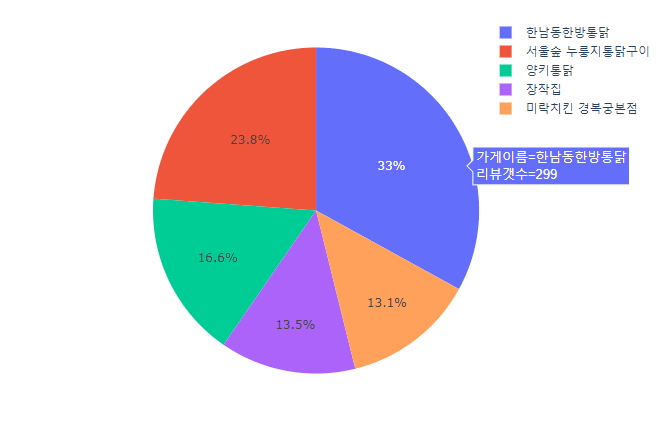 한남동한방통닭
서울숲 누룽지통닭구이
양키통닭
장작집
미락치킨 경복궁본점
23.8%
33%
가게이름=한남동한방통닭
리뷰갯수=299
16.6%
13.5%
13.1%